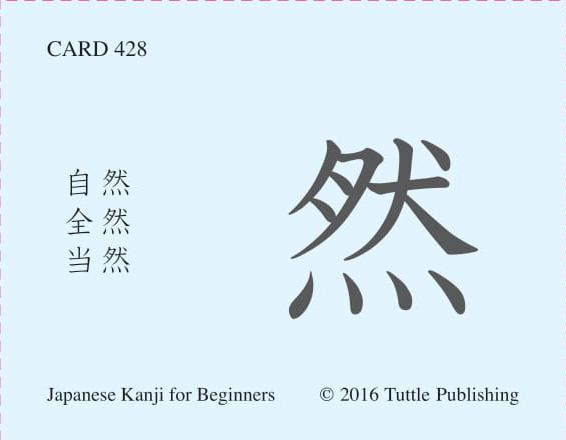 CARD 428
然
自然
全然
当然
Japanese Kanji for Beginners
© 2016 Tuttle Publishing